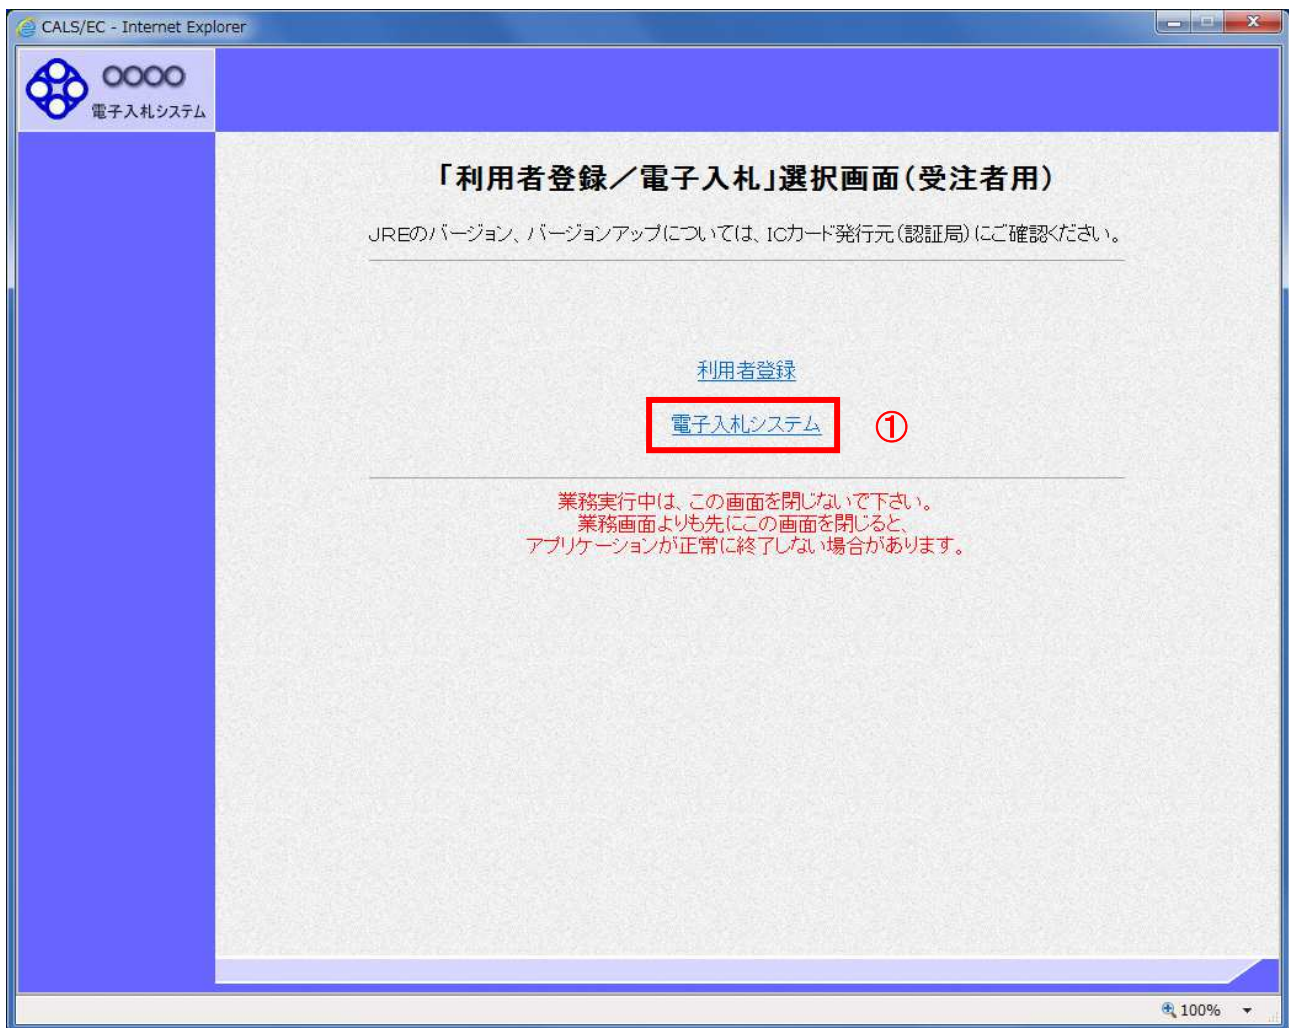 CALS/EC - Internet Explorer
○○○○
電子入札システム
「利用者登録／電子入札」選択画面（受注者用）
JREのバージョン、バージョンアップについては、ICカード発行元（認証局）にご確認ください。
利用者登録
電子入札システム ①
業務実行中は、この画面を閉じないで下さい。
業務画面よりも先にこの画面を閉じると、
アプリケーションが正常に終了しない場合があります。
100%